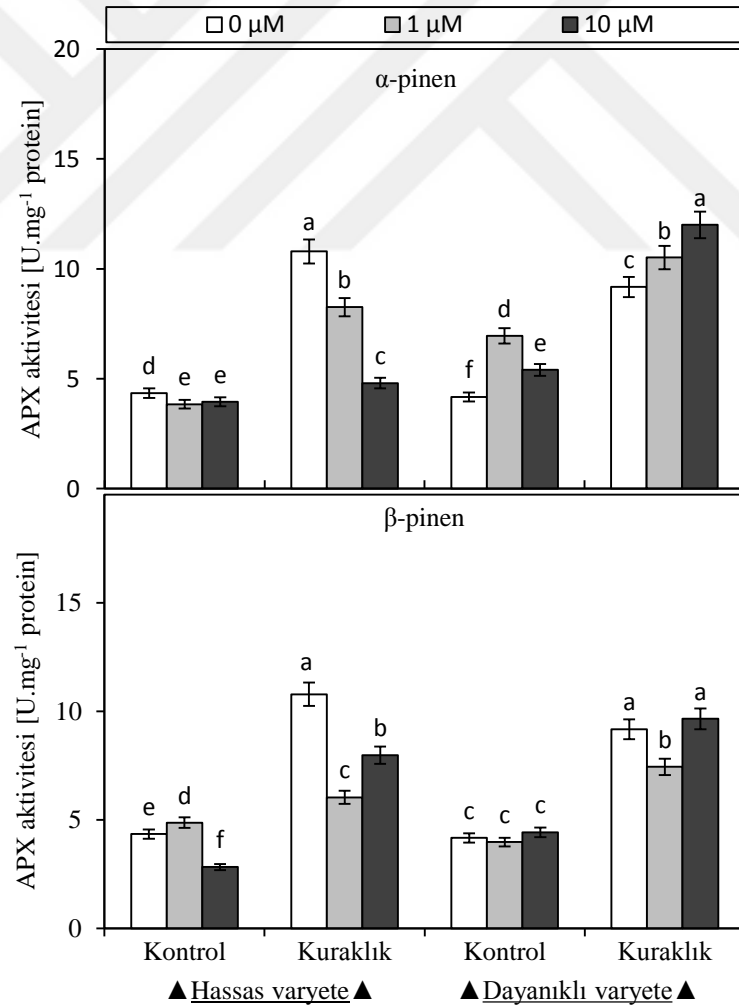 0 µM 1 µM 10 µM
α-pinen
APX aktivitesi [U.mg⁻¹ protein]
20
15
10
5
0
d e e a b c f d e c b a
β-pinen
APX aktivitesi [U.mg⁻¹ protein]
15
10
5
0
e d f a c b c c c a b a
Kontrol Kuraklık Kontrol Kuraklık
▲Hassas varyete▲ ▲Dayanıklı varyete▲